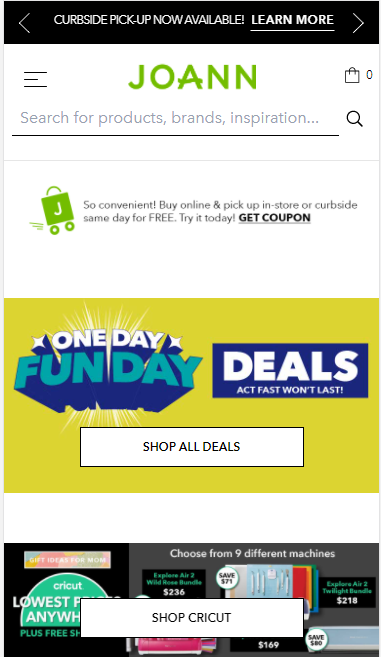 CURBSIDE PICK-UP NOW AVAILABLE! LEARN MORE
JOANN
0
Search for products, brands, inspiration...
J
So convenient! Buy online & pick up in-store or curbside
same day for FREE. Try it today! GET COUPON
ONE DAY
FUN DAY
DEALS
ACT FAST WON'T LAST!
SHOP ALL DEALS
GIFT IDEAS FOR MOM
cricut
LOWEST
ANYWH
PLUS FREE SH
Choose from 9 different machines
Explore Air 2
Wild Rose Bundle
$236
SAVE
$71
Explore Air 2
Twilight Bundle
$218
SHOP CRICUT
$169
SAVE
$80